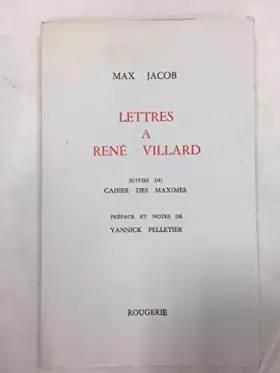 MAX JACOB
LETTRES
A
RENÉ VILLARD
SUIVIES DU
CAHIER DES MAXIMES
PRÉFACE ET NOTES DE
YANNICK PELLETIER
ROUGERIE